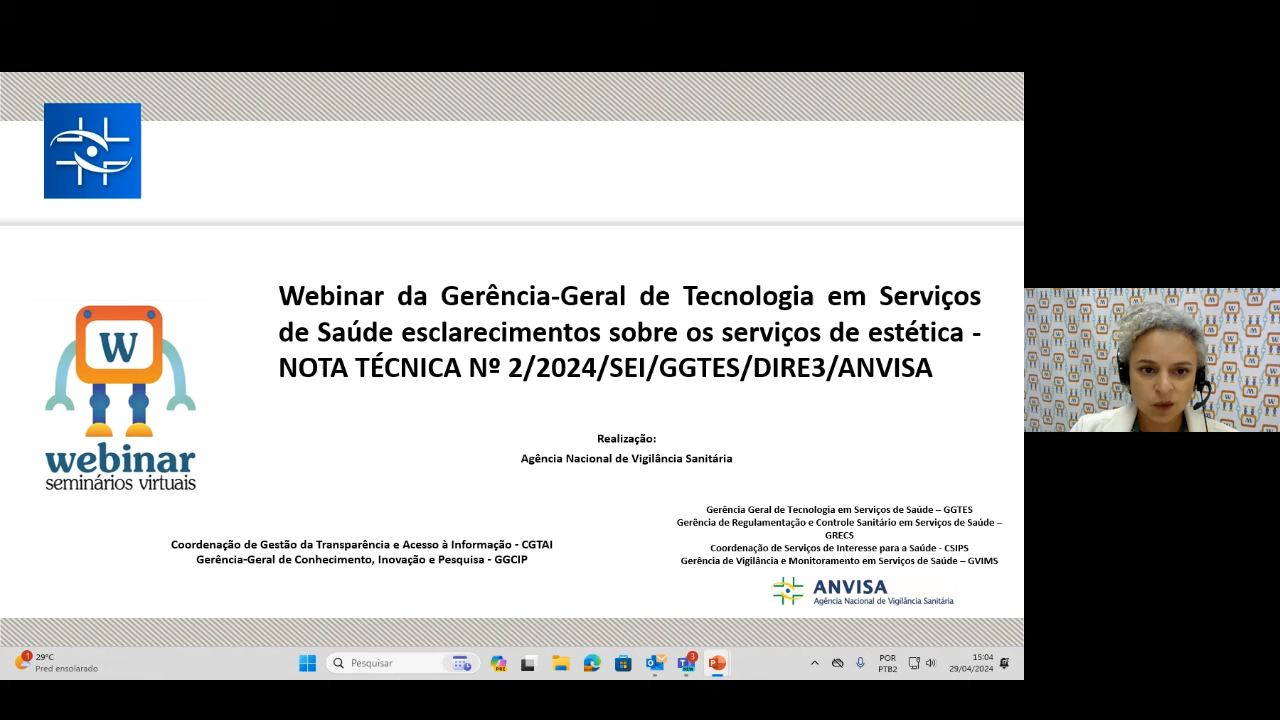 Webinar da Gerência-Geral de Tecnologia em Serviços
de Saúde esclarecimentos sobre os serviços de estética -
NOTA TÉCNICA Nº 2/2024/SEI/GGTES/DIRE3/ANVISA
W
webinar
seminários virtuais
Realização:
Agência Nacional de Vigilância Sanitária
Gerência Geral de Tecnologia em Serviços de Saúde – GGTES
Gerência de Regulamentação e Controle Sanitário em Serviços de Saúde –
GRECS
Coordenação de Serviços de Interesse para a Saúde - CSIPS
Gerência de Vigilância e Monitoramento em Serviços de Saúde – GVIMS
Coordenação de Gestão da Transparência e Acesso à Informação - CGTAI
Gerência-Geral de Conhecimento, Inovação e Pesquisa - GGCIP
ANVISA
Agência Nacional de Vigilância Sanitária
1
29°C
Pred ensolarado
Pesquisar
PRE
NEW
3
POR
PTB2
15:04
29/04/2024